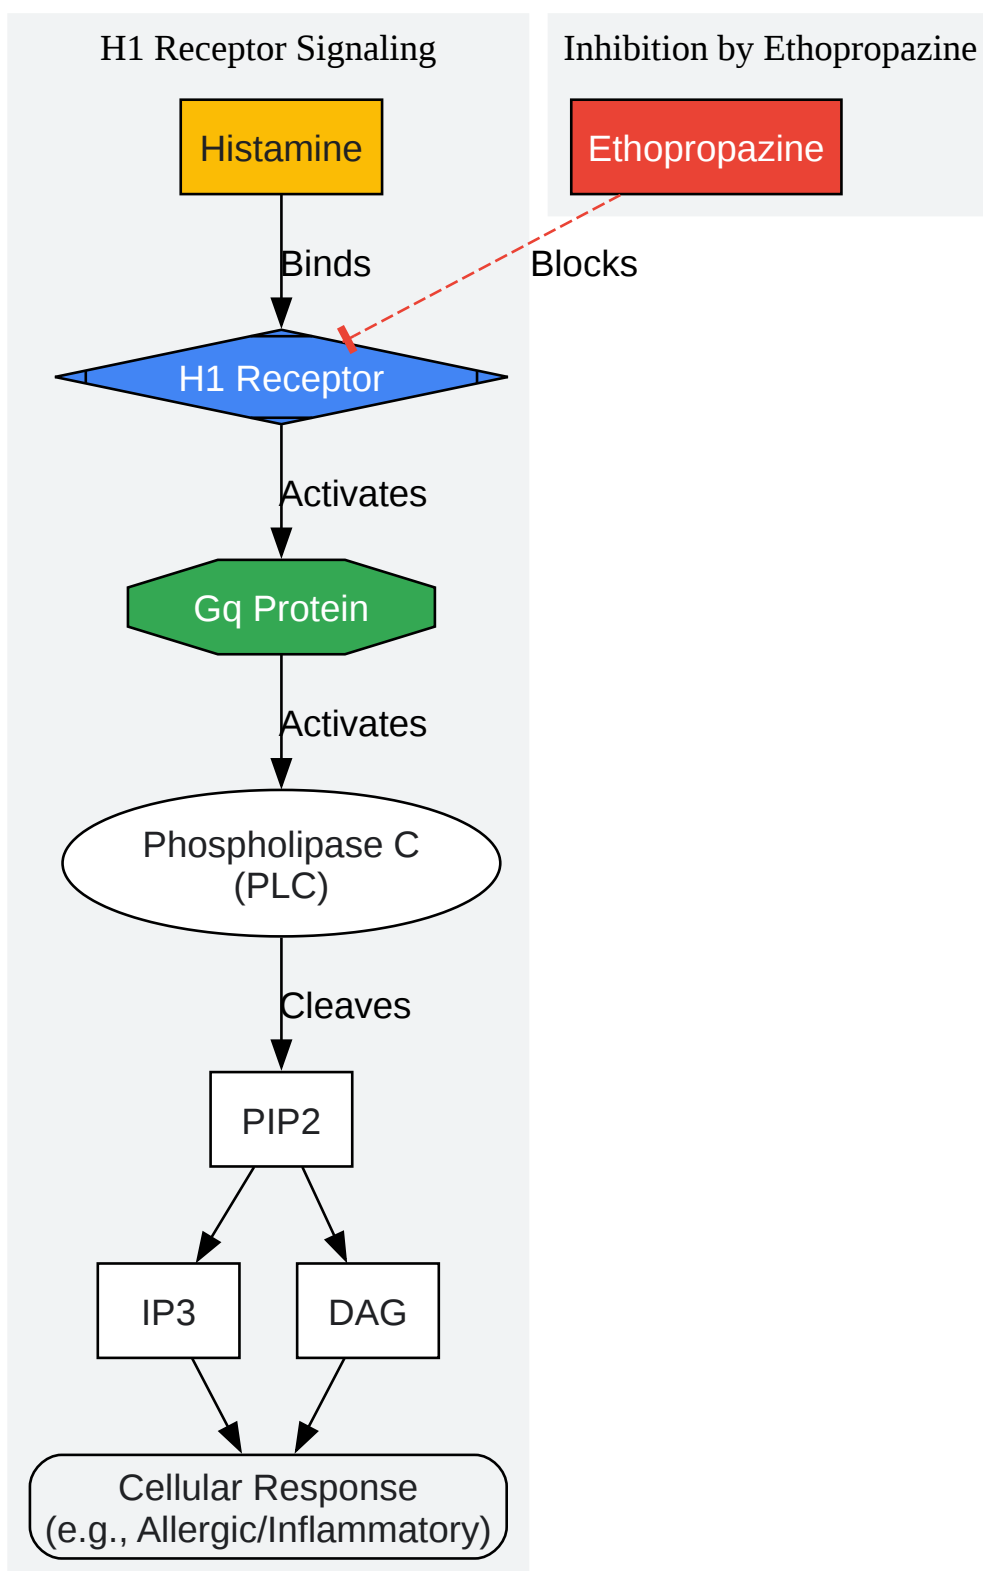 H1 Receptor Signaling
Inhibition by Ethopropazine
Histamine
Ethopropazine
Binds
Blocks
H1 Receptor
Activates
Gq Protein
Activates
Phospholipase C
(PLC)
Cleaves
PIP2
IP3
DAG
Cellular Response
(e.g., Allergic/Inflammatory)